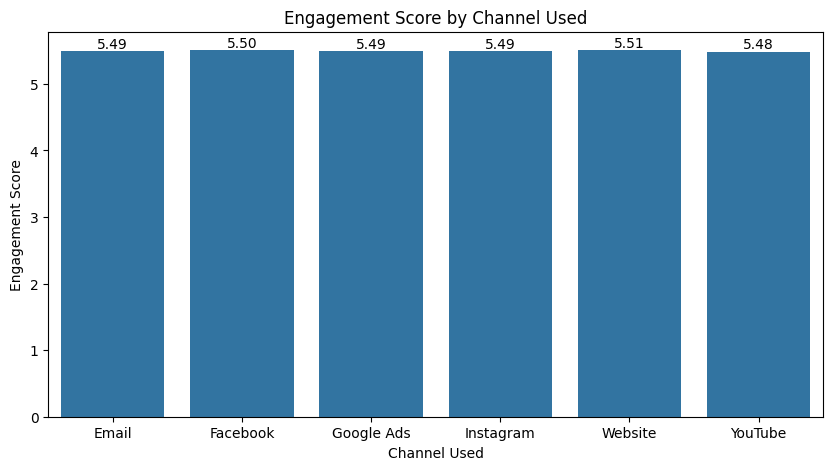 Engagement Score by Channel Used
5.49 5.50 5.49 5.49 5.51 5.48
Engagement Score
5
4
3
2
1
0
Email Facebook Google Ads Instagram Website YouTube
Channel Used